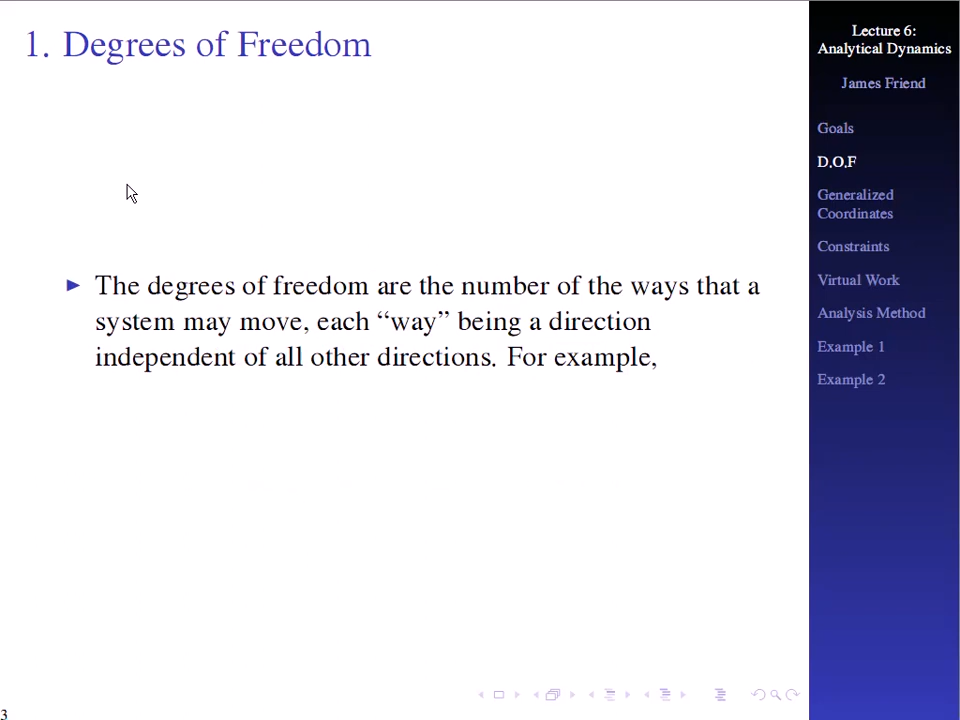 1. Degrees of Freedom
▶ The degrees of freedom are the number of the ways that a
system may move, each “way” being a direction
independent of all other directions. For example,
3
Lecture 6:
Analytical Dynamics
James Friend
Goals
D.O.F
Generalized
Coordinates
Constraints
Virtual Work
Analysis Method
Example 1
Example 2